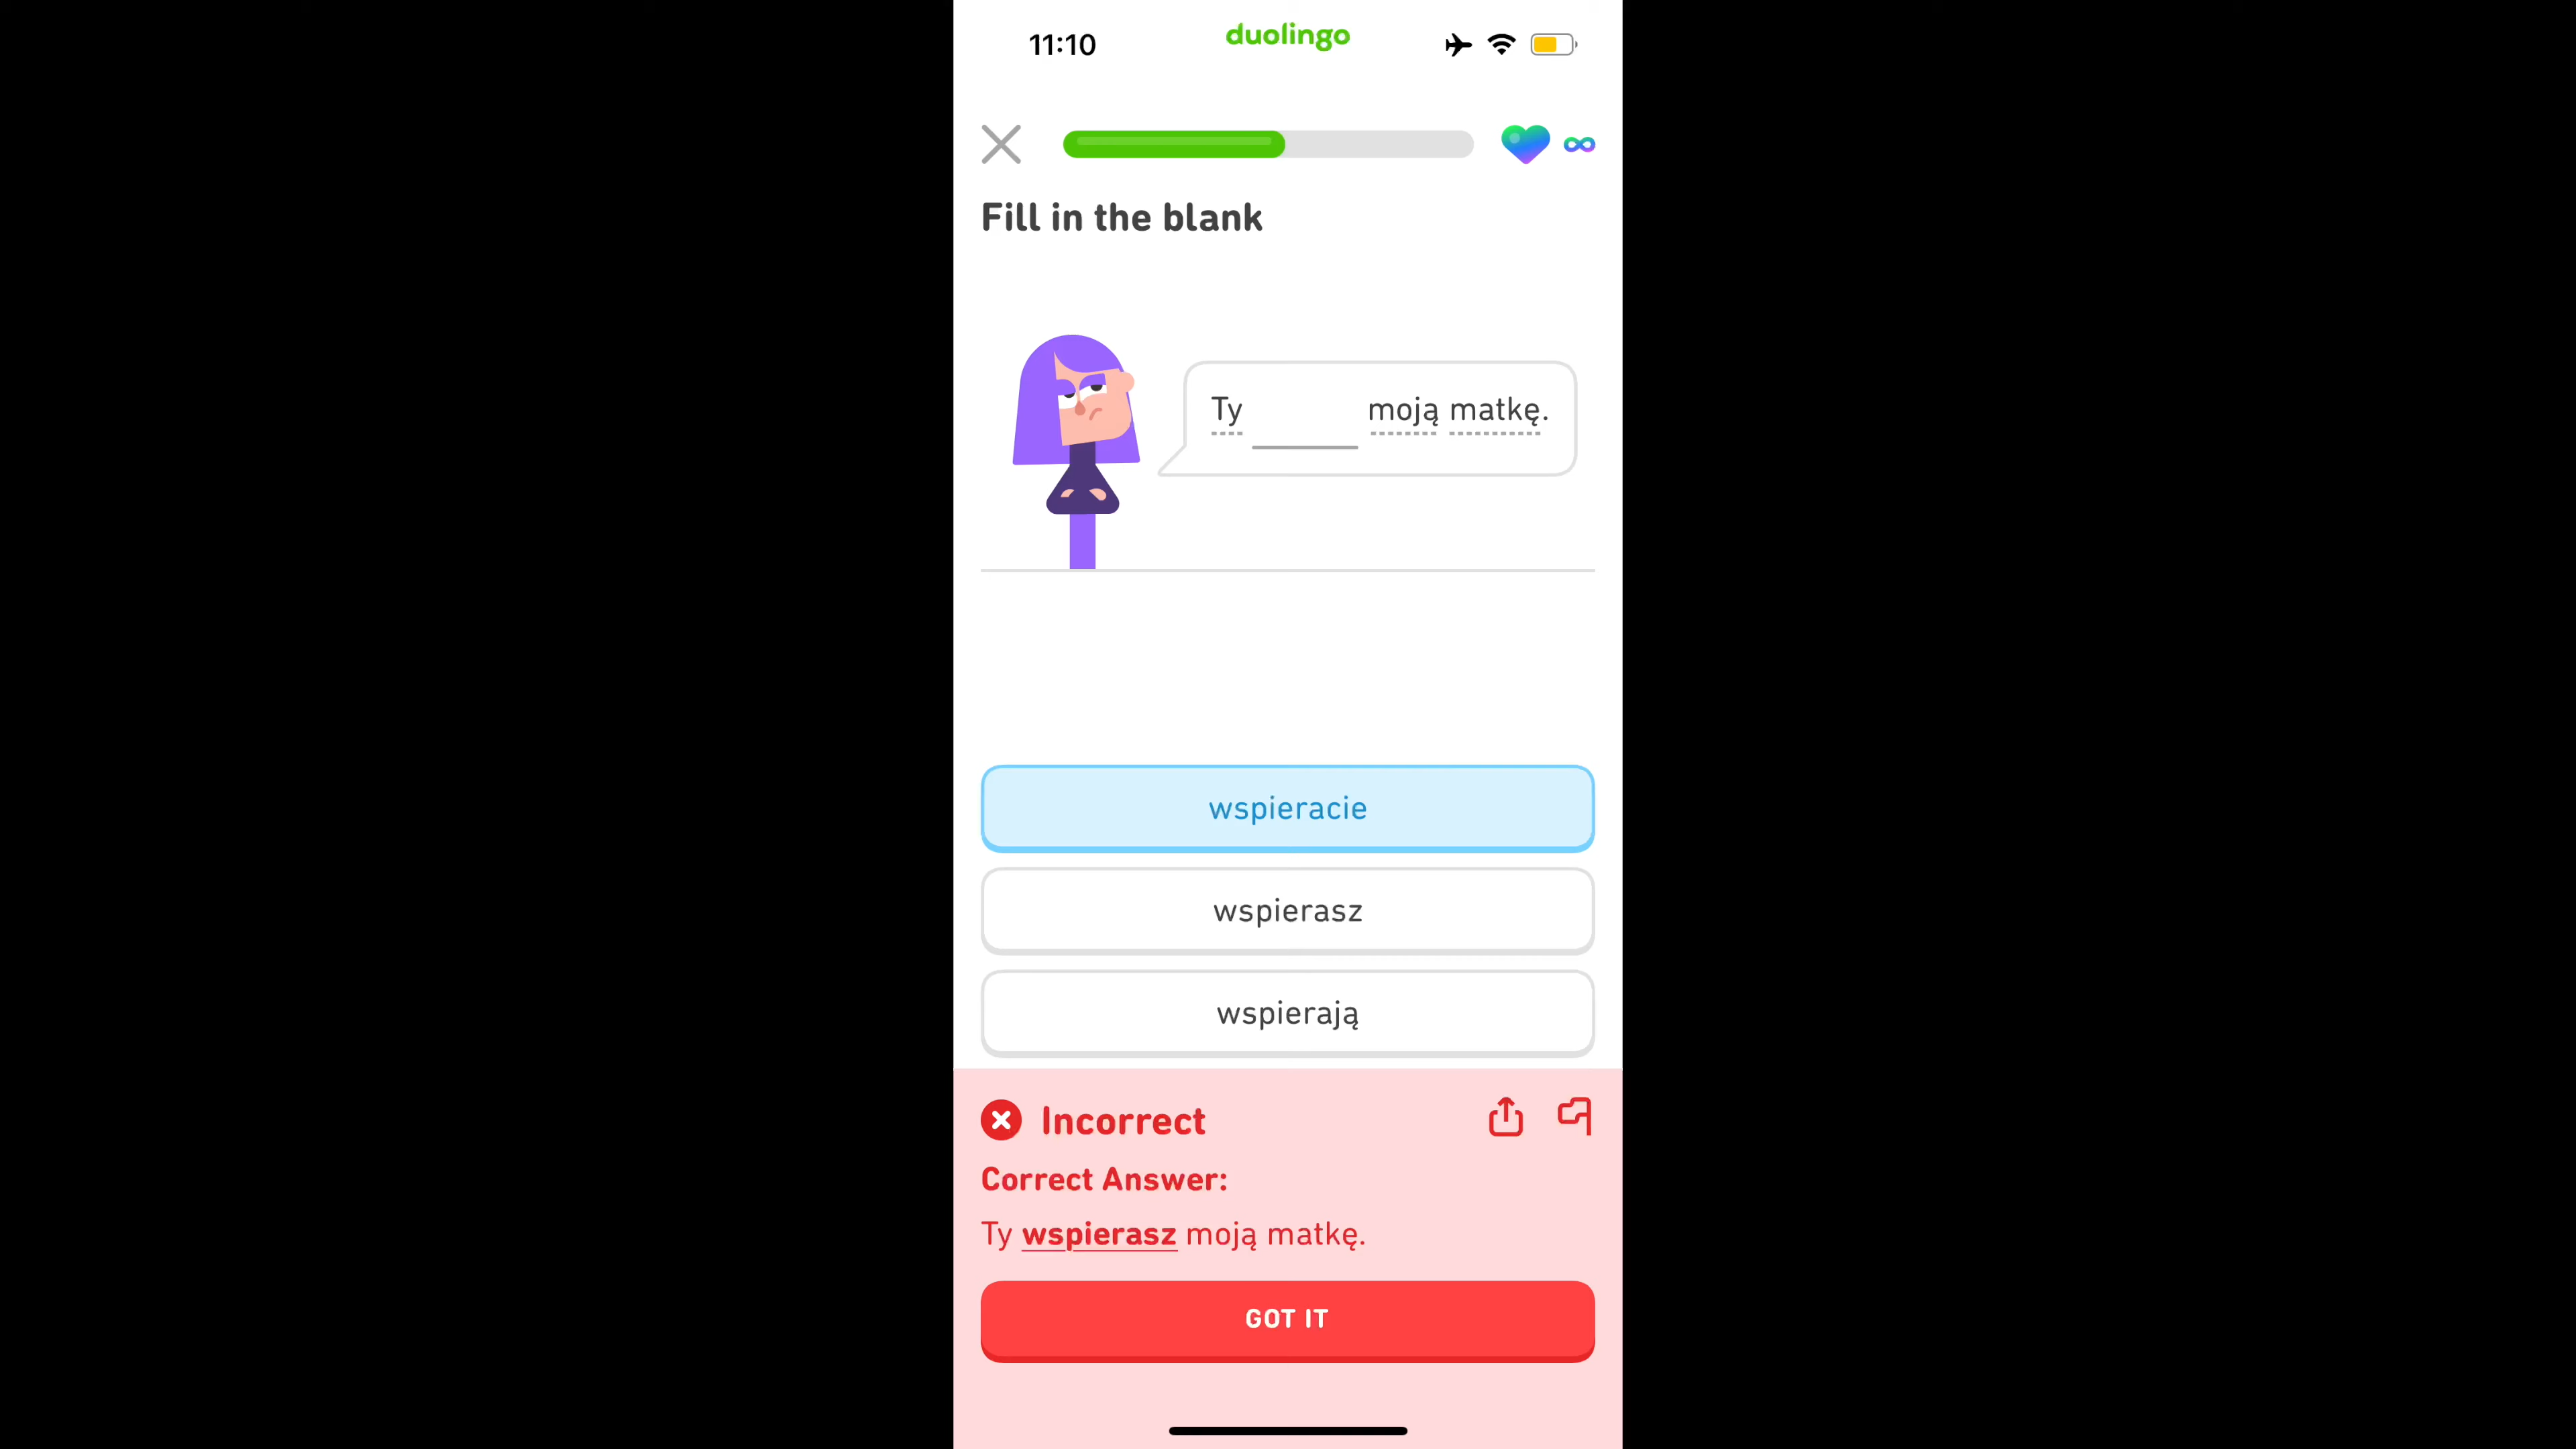 11:10
duolingo
Fill in the blank
Ty ________ moją matkę.
wspieracie
wspierasz
wspierają
Incorrect
Correct Answer:
Ty wspierasz moją matkę.
GOT IT